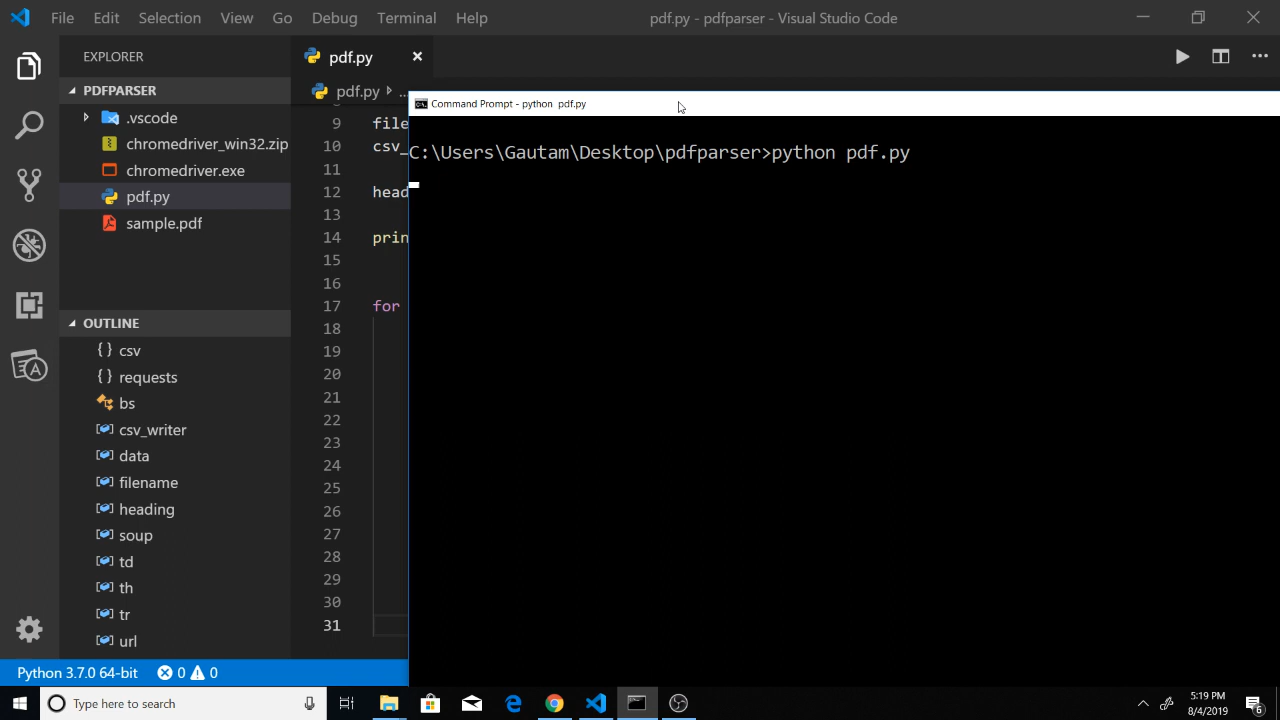 File Edit Selection View Go Debug Terminal Help pdf.py - pdfparser - Visual Studio Code
EXPLORER
pdf.py
PDFPARSER
pdf.py ...
.vscode
chromedriver_win32.zip
chromedriver.exe
pdf.py
sample.pdf
OUTLINE
csv
requests
bs
csv_writer
data
filename
heading
soup
td
th
tr
url
9 file
10 csv_
11
12 head
13
14 prin
15
16
17 for
18
19
20
21
22
23
24
25
26
27
28
29
30
31
Command Prompt - python pdf.py
C:\Users\Gautam\Desktop\pdfparser>python pdf.py
Python 3.7.0 64-bit 0 0
Type here to search
5:19 PM
8/4/2019
6